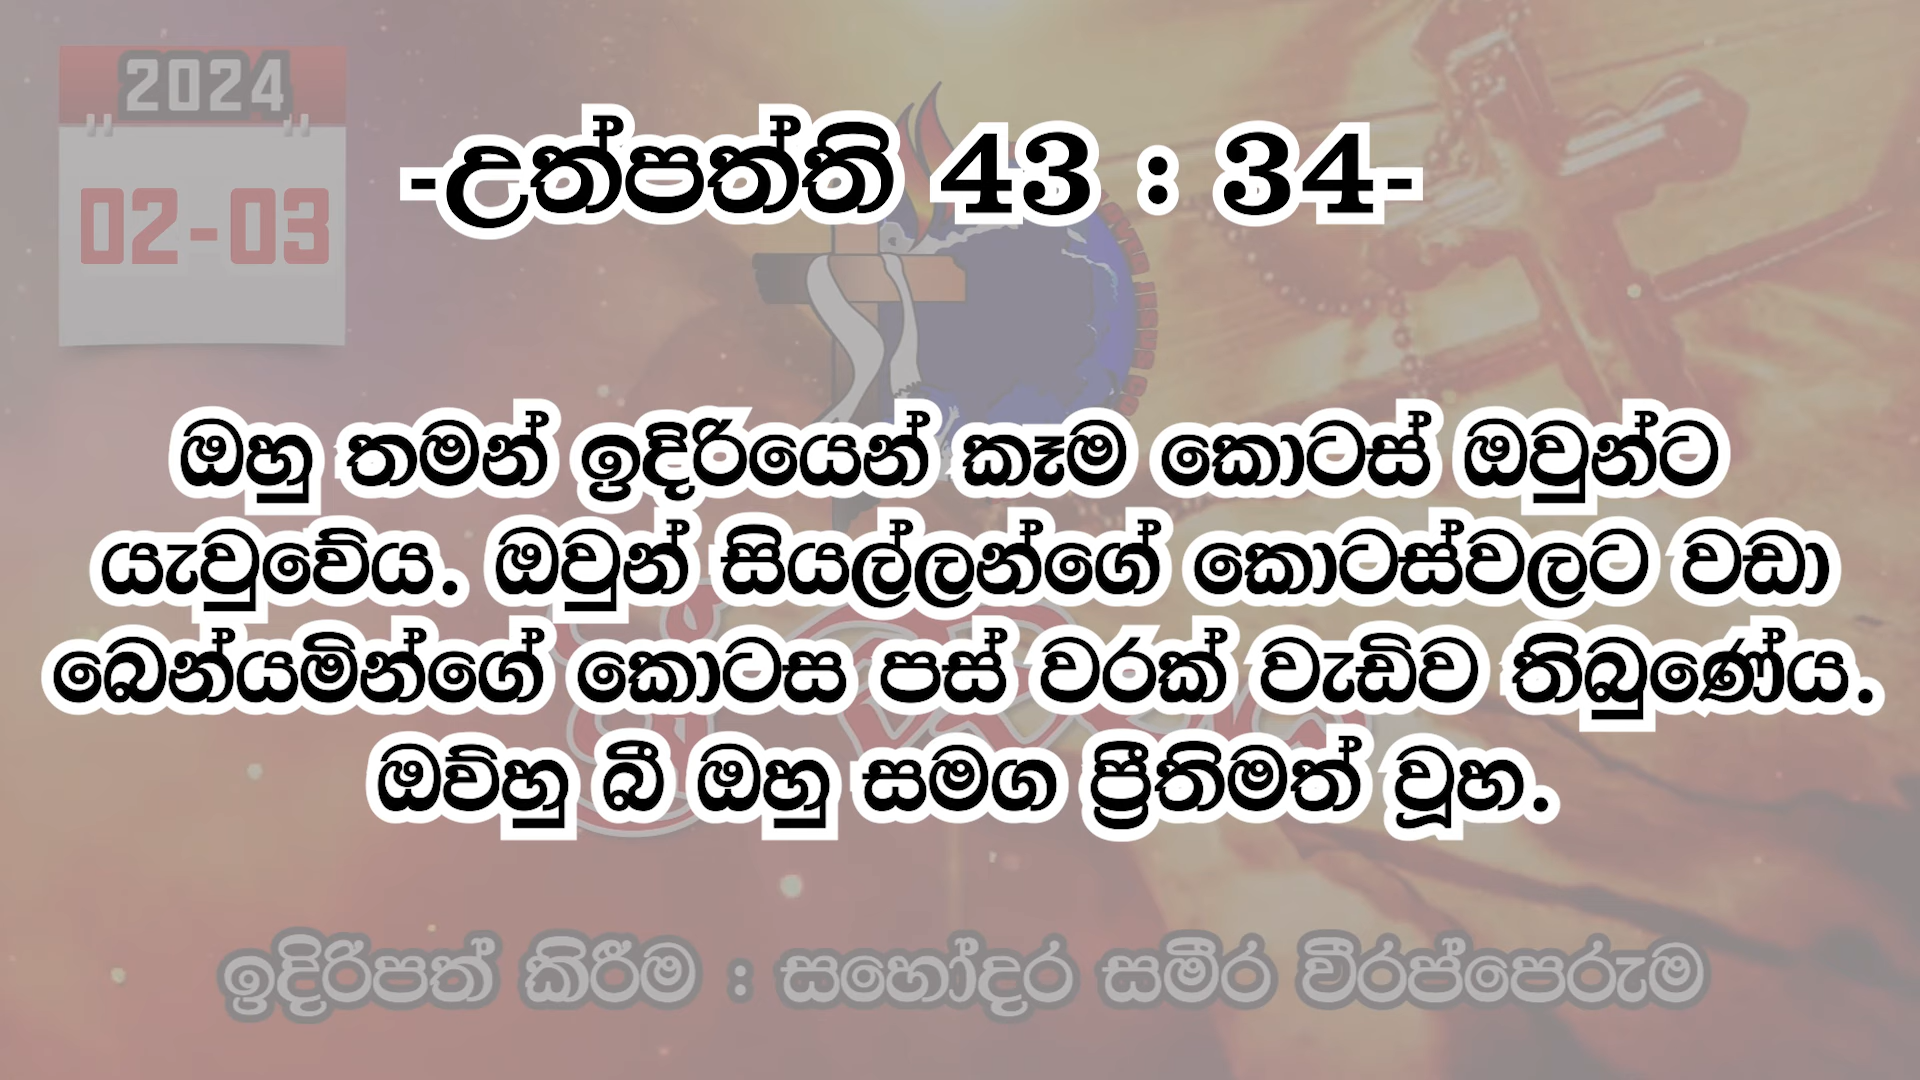 2024
02-03
-උත්පත්ති 43 : 34-
ඔහු තමන් ඉදිරියෙන් කෑම කොටස් ඔවුන්ට
යැවුවේය. ඔවුන් සියල්ලන්ගේ කොටස්වලට වඩා
බෙන්යමින්ගේ කොටස පස් වරක් වැඩිව තිබුණේය.
ඔව්හු බී ඔහු සමග ප්‍රීතිමත් වූහ.
ඉදිරිපත් කිරීම : සහෝදර සමීර වීරප්පෙරුම